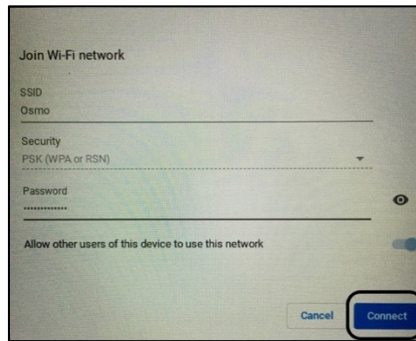 Join Wi-Fi network
SSID
Osmo
Security
PSK (WPA or RSN)
Password
•••••••••••••
Allow other users of this device to use this network
Cancel Connect